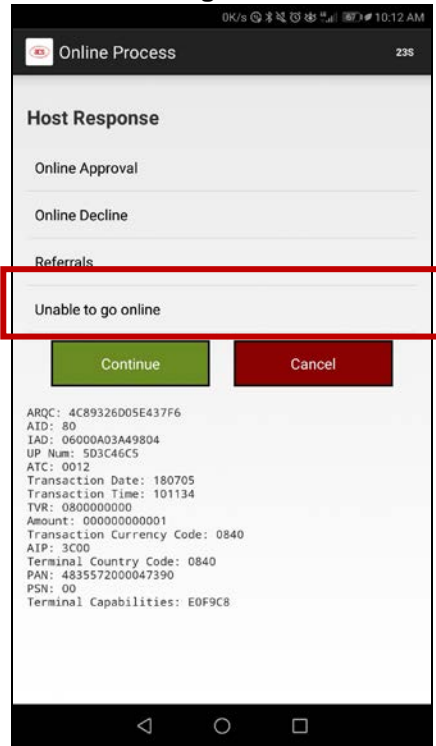 0K/s 10:12 AM
Online Process 23S
Host Response
Online Approval
Online Decline
Referrals
Unable to go online
Continue Cancel
ARQC: 4C89326D05E437F6
AID: 80
IAD: 06000A03A49804
UP Num: 5D3C46C5
ATC: 0012
Transaction Date: 180705
Transaction Time: 101134
TVR: 0800000000
Amount: 000000000001
Transaction Currency Code: 0840
AIP: 3C00
Terminal Country Code: 0840
PAN: 4835572000047390
PSN: 00
Terminal Capabilities: E0F9C8